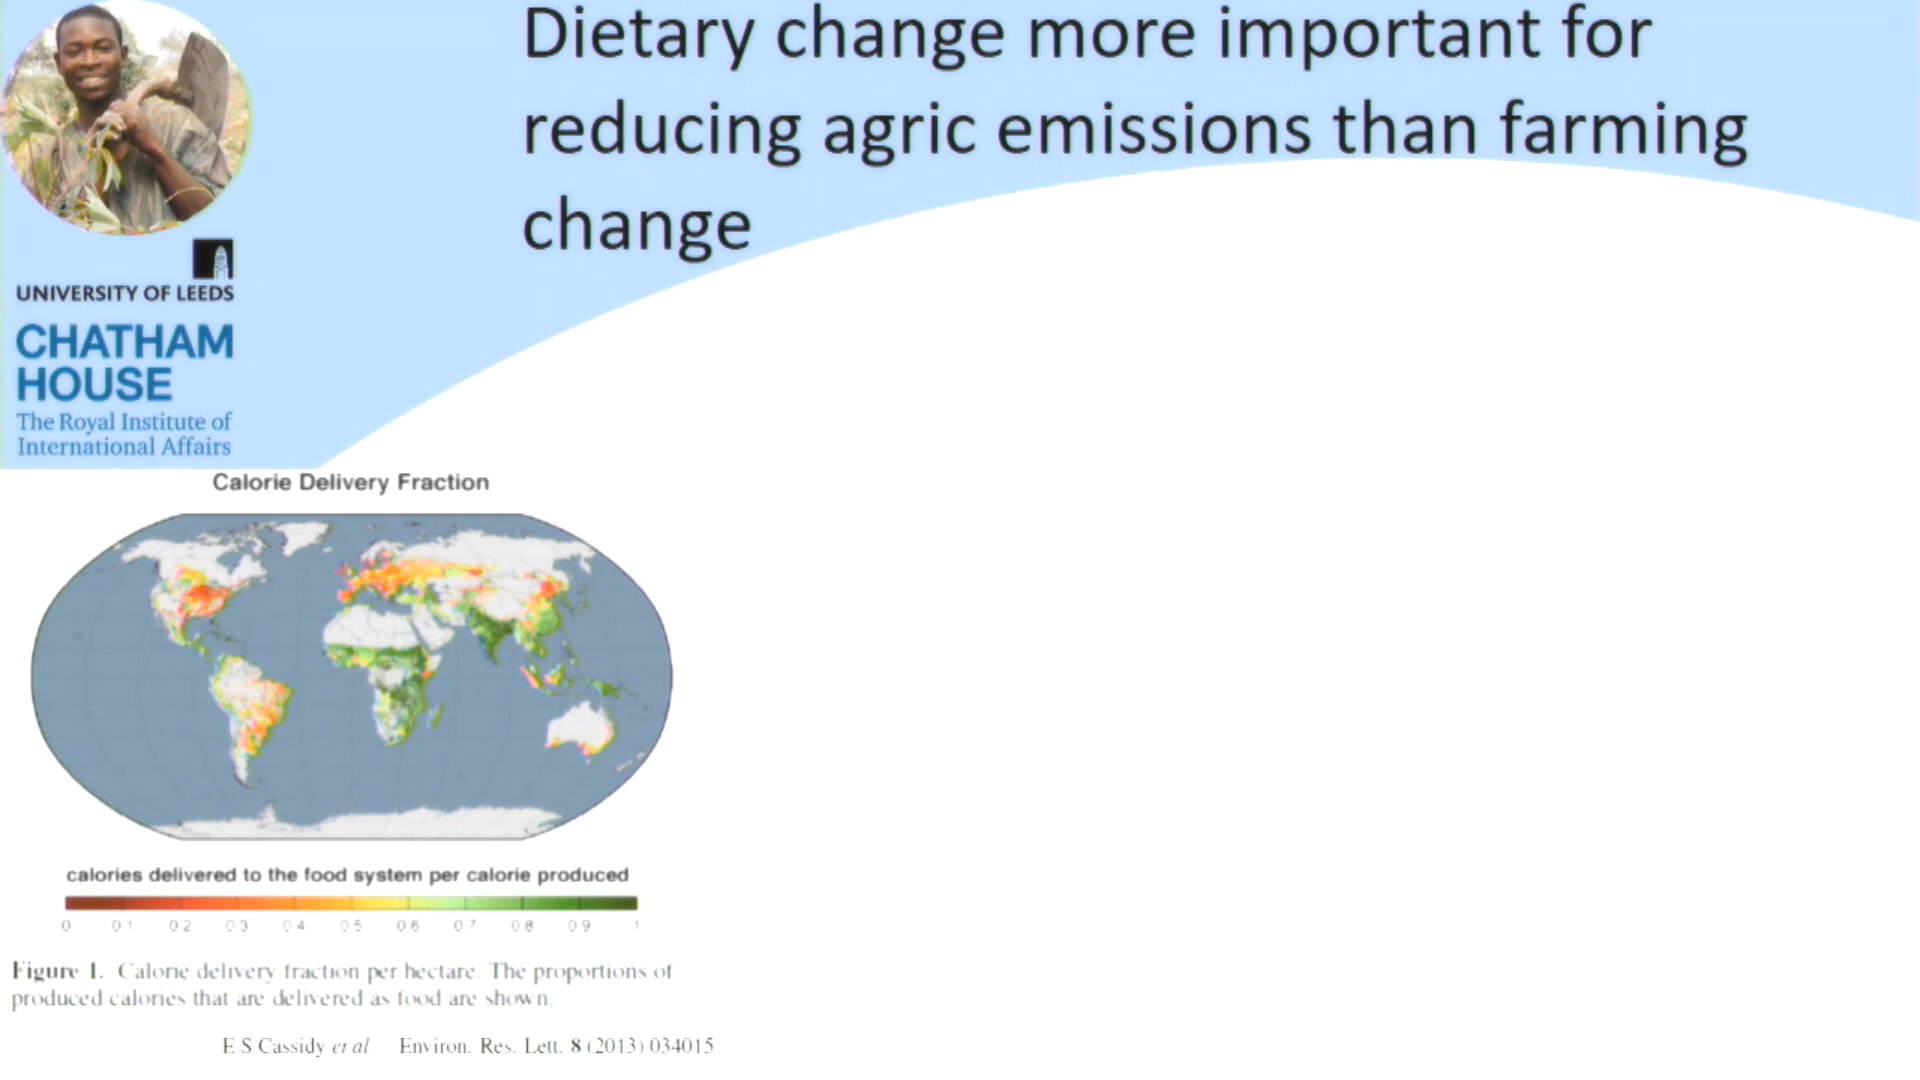 Dietary change more important for
reducing agric emissions than farming
change
UNIVERSITY OF LEEDS
CHATHAM
HOUSE
The Royal Institute of
International Affairs
Calorie Delivery Fraction
calories delivered to the food system per calorie produced
0 0.1 0.2 0.3 0.4 0.5 0.6 0.7 0.8 0.9 1
Figure 1. Calorie delivery fraction per hectare. The proportions of
produced calories that are delivered as food are shown.
E S Cassidy et al Environ. Res. Lett. 8 (2013) 034015